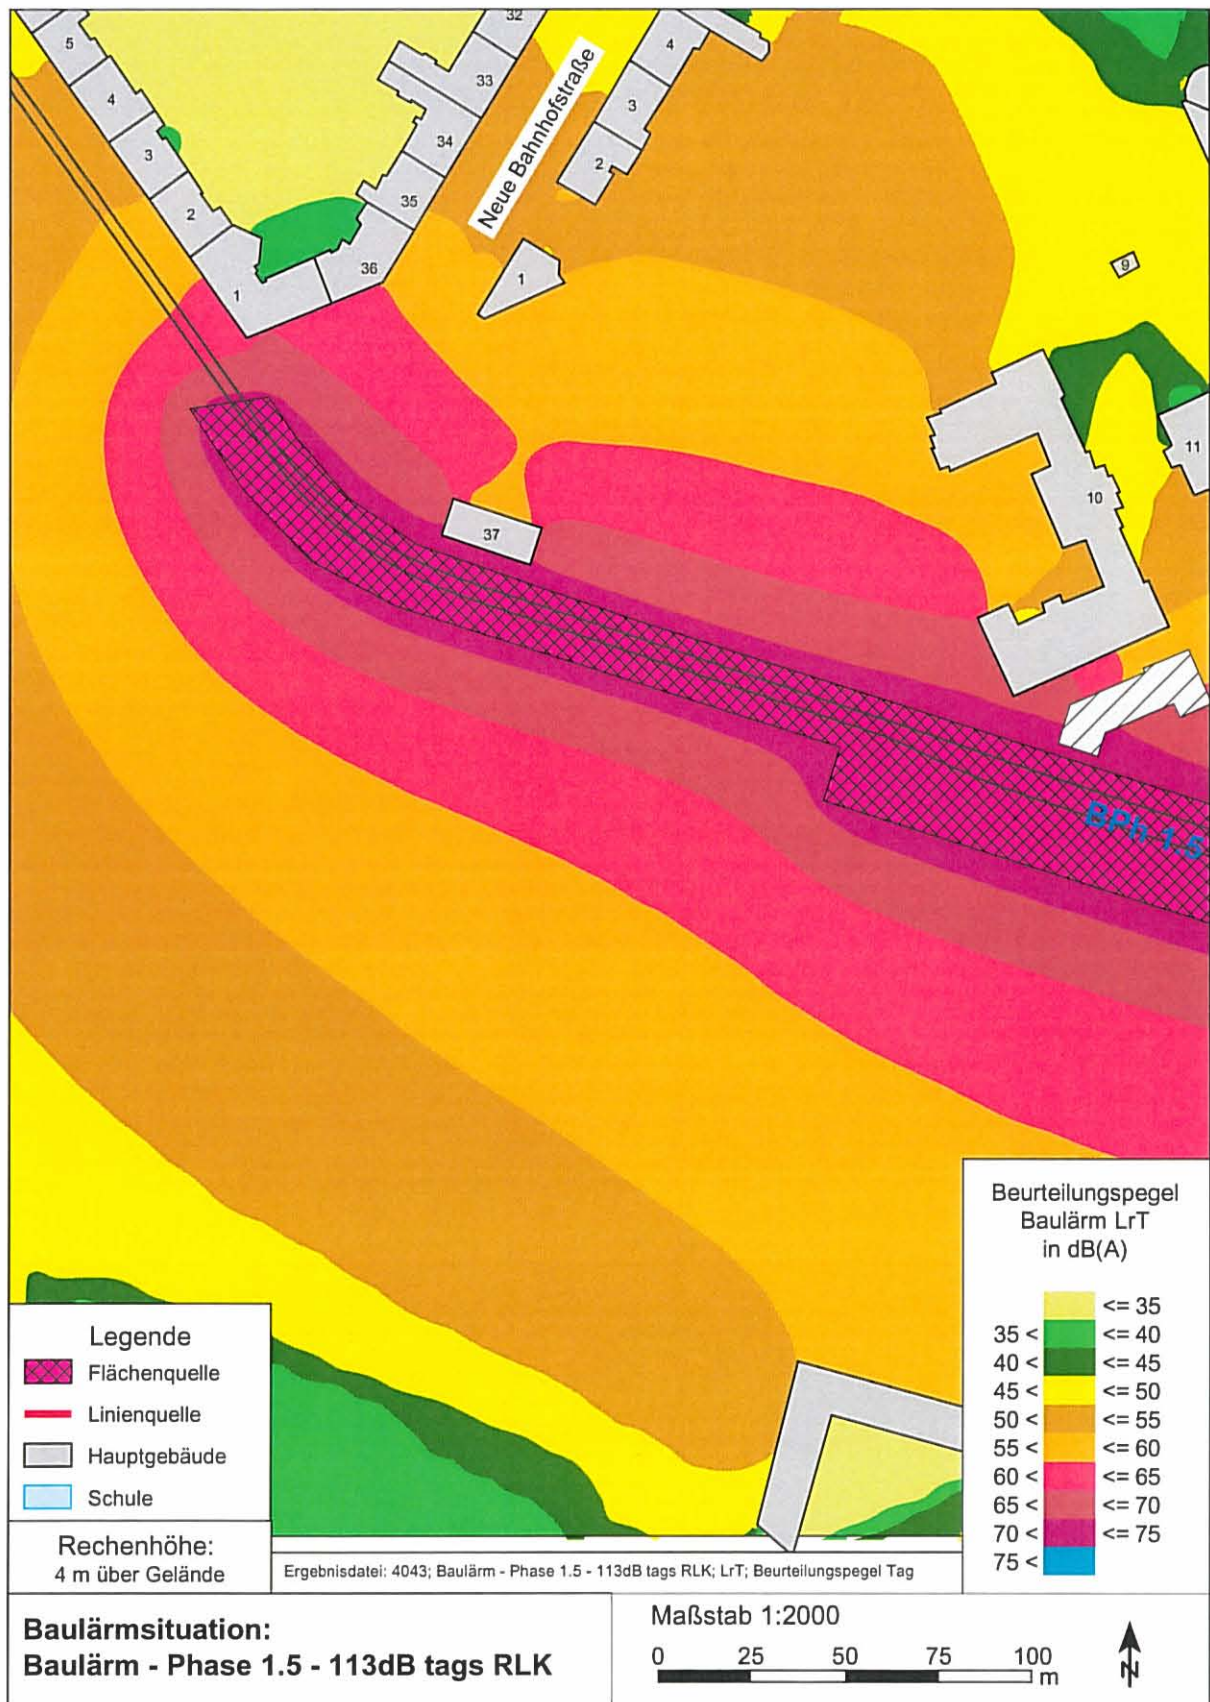 32
5
4
33
4
3
34
3
2
Neue Bahnhofstraße
2
35
36
1
1
9
11
10
37
BPh 1.5
Beurteilungspegel
Baulärm LrT
in dB(A)
<= 35
35 < <= 40
40 < <= 45
45 < <= 50
50 < <= 55
55 < <= 60
60 < <= 65
65 < <= 70
70 < <= 75
75 <
Legende
Flächenquelle
Linienquelle
Hauptgebäude
Schule
Rechenhöhe:
4 m über Gelände
Ergebnisdatei: 4043; Baulärm - Phase 1.5 - 113dB tags RLK; LrT; Beurteilungspegel Tag
Baulärmsituation:
Baulärm - Phase 1.5 - 113dB tags RLK
Maßstab 1:2000
0 25 50 75 100
m
N